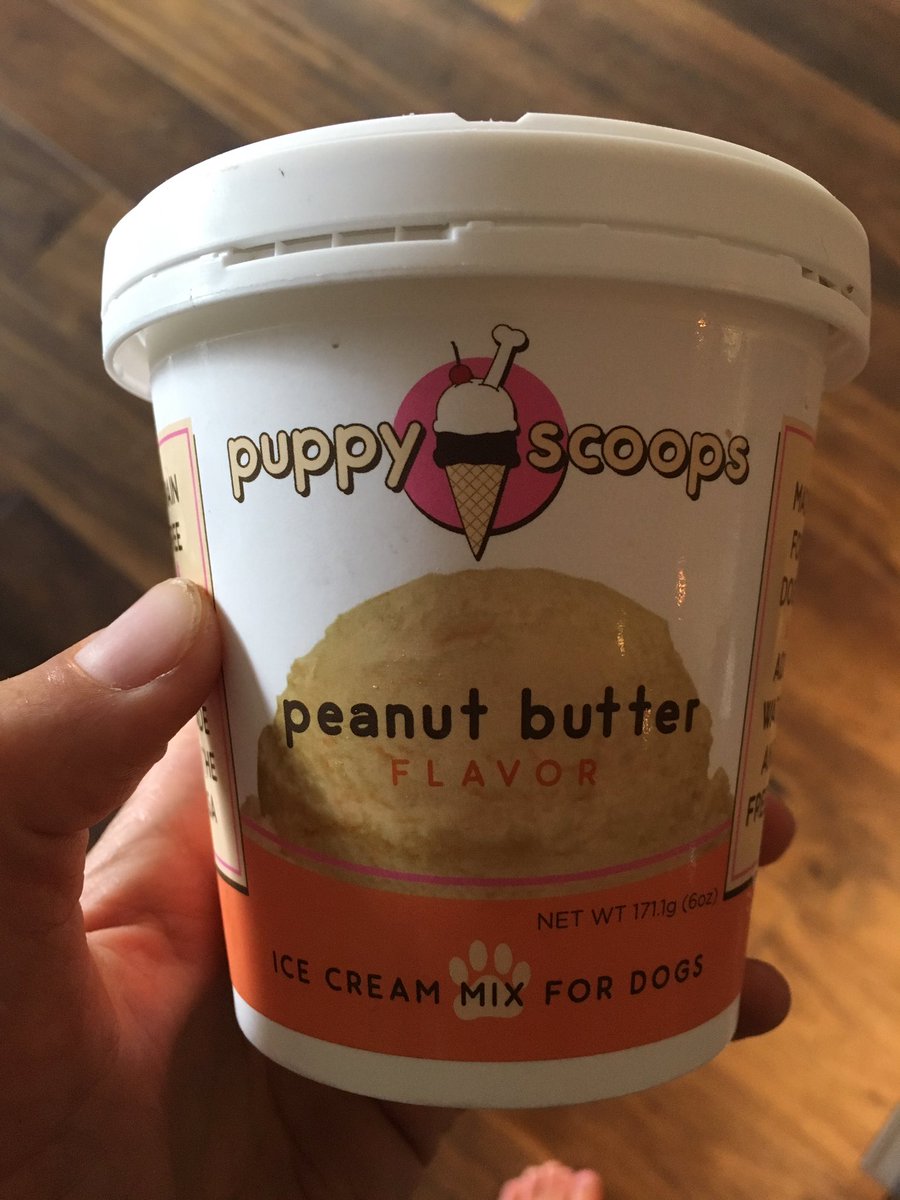 puppy scoops
peanut butter
FLAVOR
NET WT 171.1g (6oz)
ICE CREAM MIX FOR DOGS